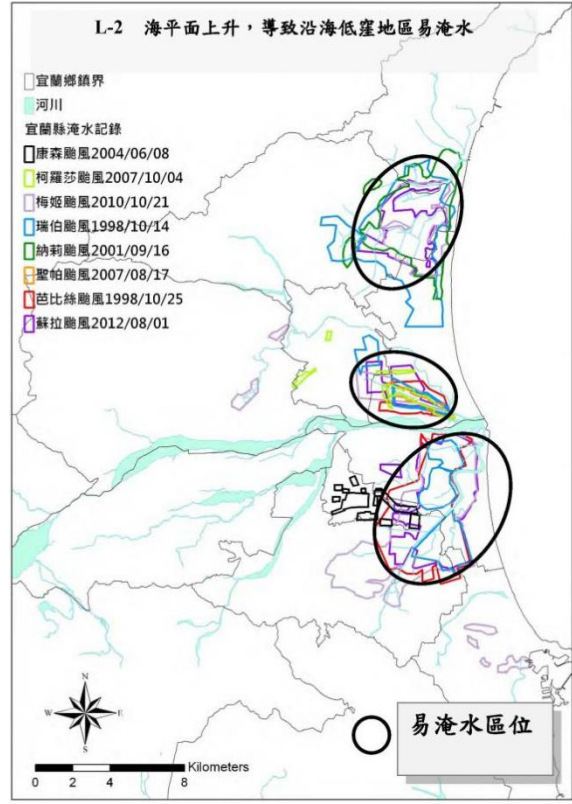 L-2 海平面上升，導致沿海低窪地區易淹水
宜蘭鄉鎮界
河川
宜蘭縣淹水記錄
康森颱風2004/06/08
柯羅莎颱風2007/10/04
梅姬颱風2010/10/21
瑞伯颱風1998/10/14
納莉颱風2001/09/16
聖帕颱風2007/08/17
芭比絲颱風1998/10/25
蘇拉颱風2012/08/01
N
W E
S
Kilometers
0 2 4 8
易淹水區位